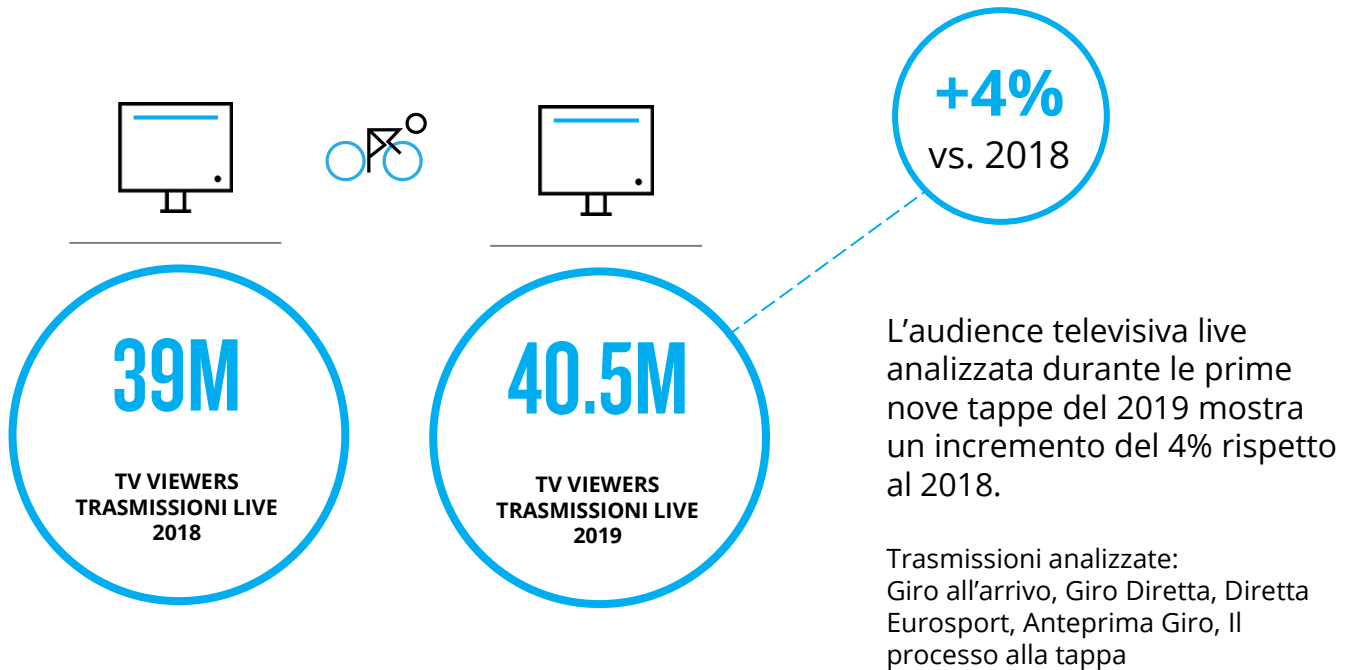 +4%
vs. 2018
39M
TV VIEWERS
TRASMISSIONI LIVE
2018
40.5M
TV VIEWERS
TRASMISSIONI LIVE
2019
L’audience televisiva live
analizzata durante le prime
nove tappe del 2019 mostra
un incremento del 4% rispetto
al 2018.
Trasmissioni analizzate:
Giro all’arrivo, Giro Diretta, Diretta
Eurosport, Anteprima Giro, Il
processo alla tappa